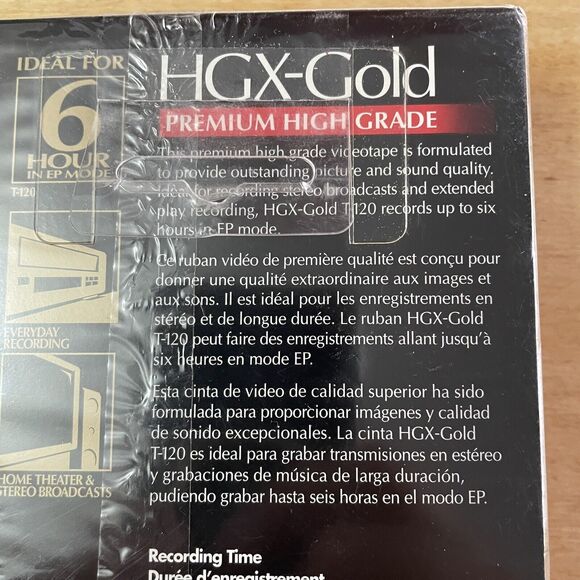 IDEAL FOR
6
HOUR
IN EP MODE
T-120
EVERYDAY
RECORDING
HOME THEATER &
STEREO BROADCASTS
HGX-Gold
PREMIUM HIGH GRADE
This premium high grade videotape is formulated
to provide outstanding picture and sound quality.
Ideal for recording stereo broadcasts and extended
play recording, HGX-Gold T-120 records up to six
hours in EP mode.
Ce ruban vidéo de première qualité est conçu pour
donner une qualité extraordinaire aux images et
aux sons. Il est idéal pour les enregistrements en
stéréo et de longue durée. Le ruban HGX-Gold
T-120 peut faire des enregistrements allant jusqu'à
six heures en mode EP.
Esta cinta de video de calidad superior ha sido
formulada para proporcionar imágenes y calidad
de sonido excepcionales. La cinta HGX-Gold
T-120 es ideal para grabar transmisiones en estéreo
y grabaciones de música de larga duración,
pudiendo grabar hasta seis horas en el modo EP.
Recording Time
Durée d'enregistrement